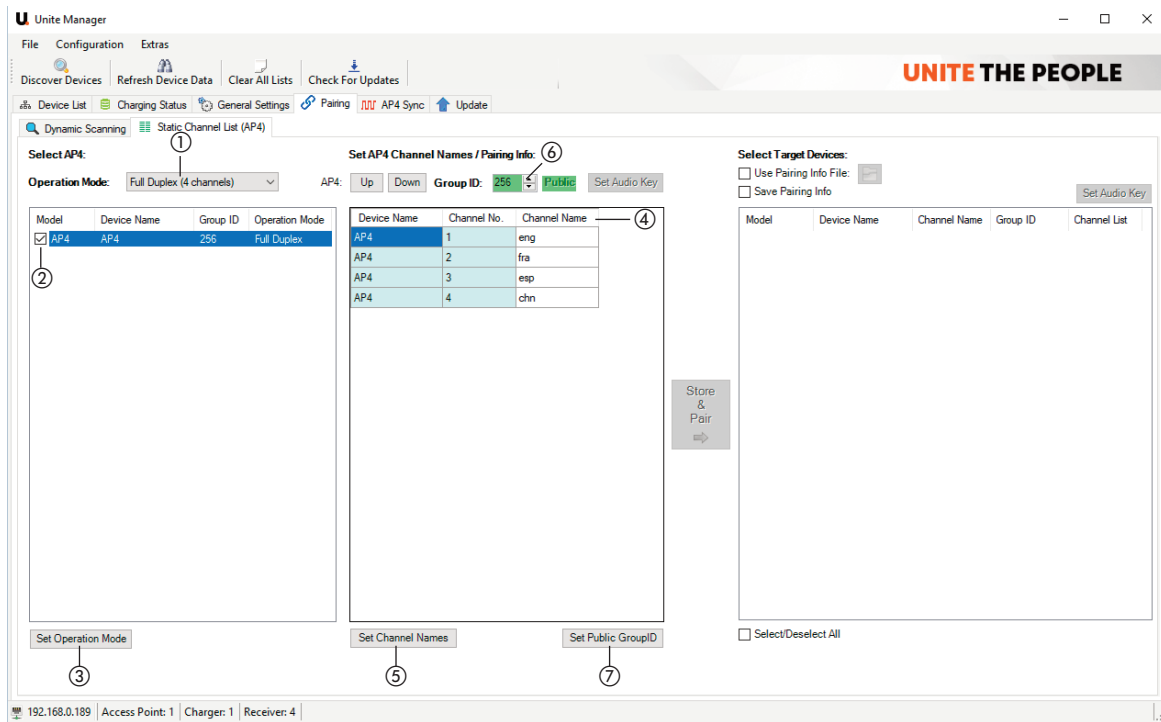 U Unite Manager
File Configuration Extras
Discover Devices Refresh Device Data Clear All Lists Check For Updates
UNITE THE PEOPLE
Device List Charging Status General Settings Pairing AP4 Sync Update
Dynamic Scanning Static Channel List (AP4)
①
Select AP4: Set AP4 Channel Names / Pairing Info: ⑥ Select Target Devices:
Use Pairing Info File:
Operation Mode: Full Duplex (4 channels) AP4: Up Down Group ID: 256 Public Set Audio Key
Save Pairing Info Set Audio Key
Model Device Name Group ID Operation Mode
AP4 AP4 256 Full Duplex
②
Device Name Channel No. Channel Name ④
AP4 1 eng
AP4 2 fra
AP4 3 esp
AP4 4 chn
Model Device Name Channel Name Group ID Channel List
Store
&
Pair
Set Operation Mode Set Channel Names Set Public GroupID Select/Deselect All
③ ⑤ ⑦
192.168.0.189 Access Point: 1 Charger: 1 Receiver: 4